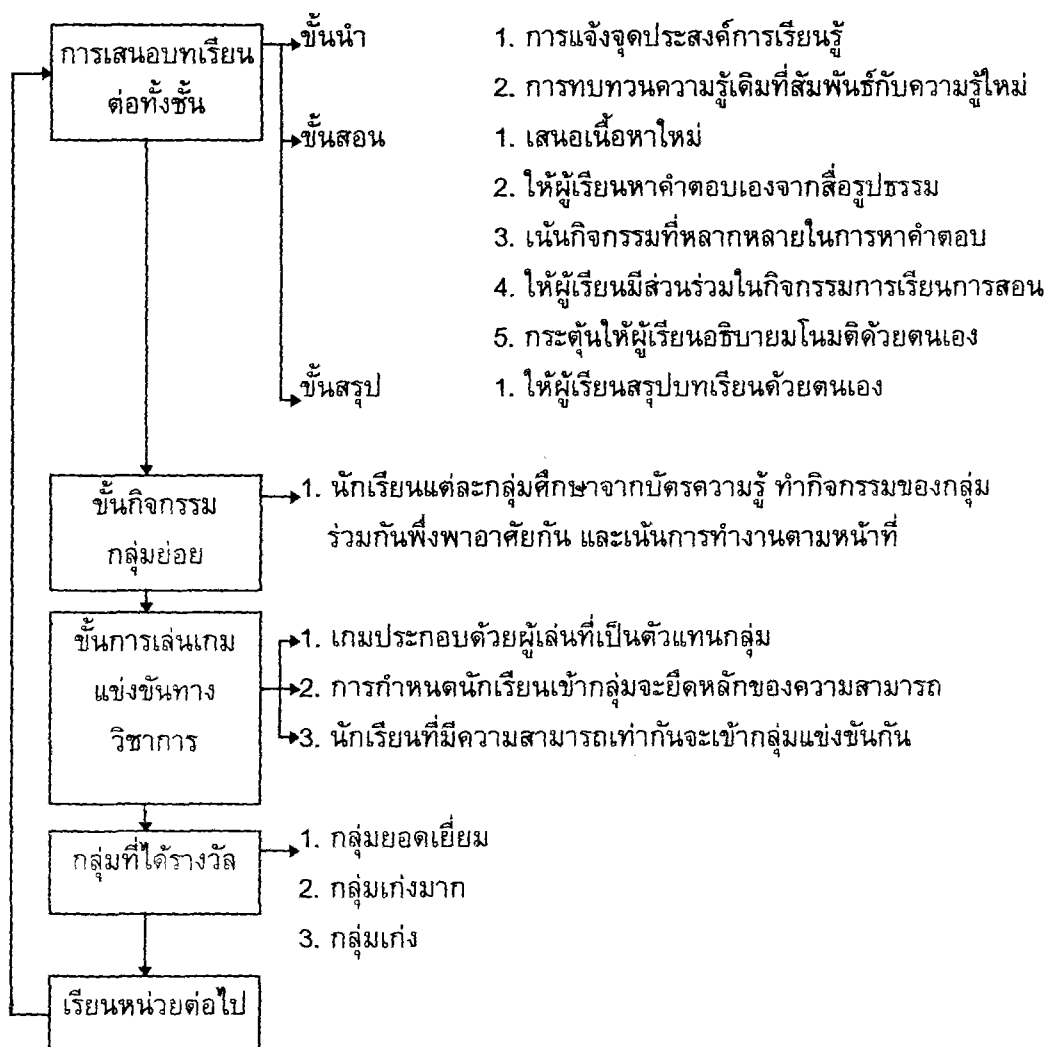 การเสนอบทเรียน
ต่อทั้งชั้น
ขั้นนำ
1. การแจ้งจุดประสงค์การเรียนรู้
2. การทบทวนความรู้เดิมที่สัมพันธ์กับความรู้ใหม่
ขั้นสอน
1. เสนอเนื้อหาใหม่
2. ให้ผู้เรียนหาคำตอบเองจากสื่อรูปธรรม
3. เน้นกิจกรรมที่หลากหลายในการหาคำตอบ
4. ให้ผู้เรียนมีส่วนร่วมในกิจกรรมการเรียนการสอน
5. กระตุ้นให้ผู้เรียนอธิบายมโนมติด้วยตนเอง
ขั้นสรุป
1. ให้ผู้เรียนสรุปบทเรียนด้วยตนเอง
ขั้นกิจกรรม
กลุ่มย่อย
1. นักเรียนแต่ละกลุ่มศึกษาจากบัตรความรู้ ทำกิจกรรมของกลุ่ม
ร่วมกันพึ่งพาอาศัยกัน และเน้นการทำงานตามหน้าที่
ขั้นการเล่นเกม
แข่งขันทาง
วิชาการ
1. เกมประกอบด้วยผู้เล่นที่เป็นตัวแทนกลุ่ม
2. การกำหนดนักเรียนเข้ากลุ่มจะยึดหลักของความสามารถ
3. นักเรียนที่มีความสามารถเท่ากันจะเข้ากลุ่มแข่งขันกัน
กลุ่มที่ได้รางวัล
1. กลุ่มยอดเยี่ยม
2. กลุ่มเก่งมาก
3. กลุ่มเก่ง
เรียนหน่วยต่อไป